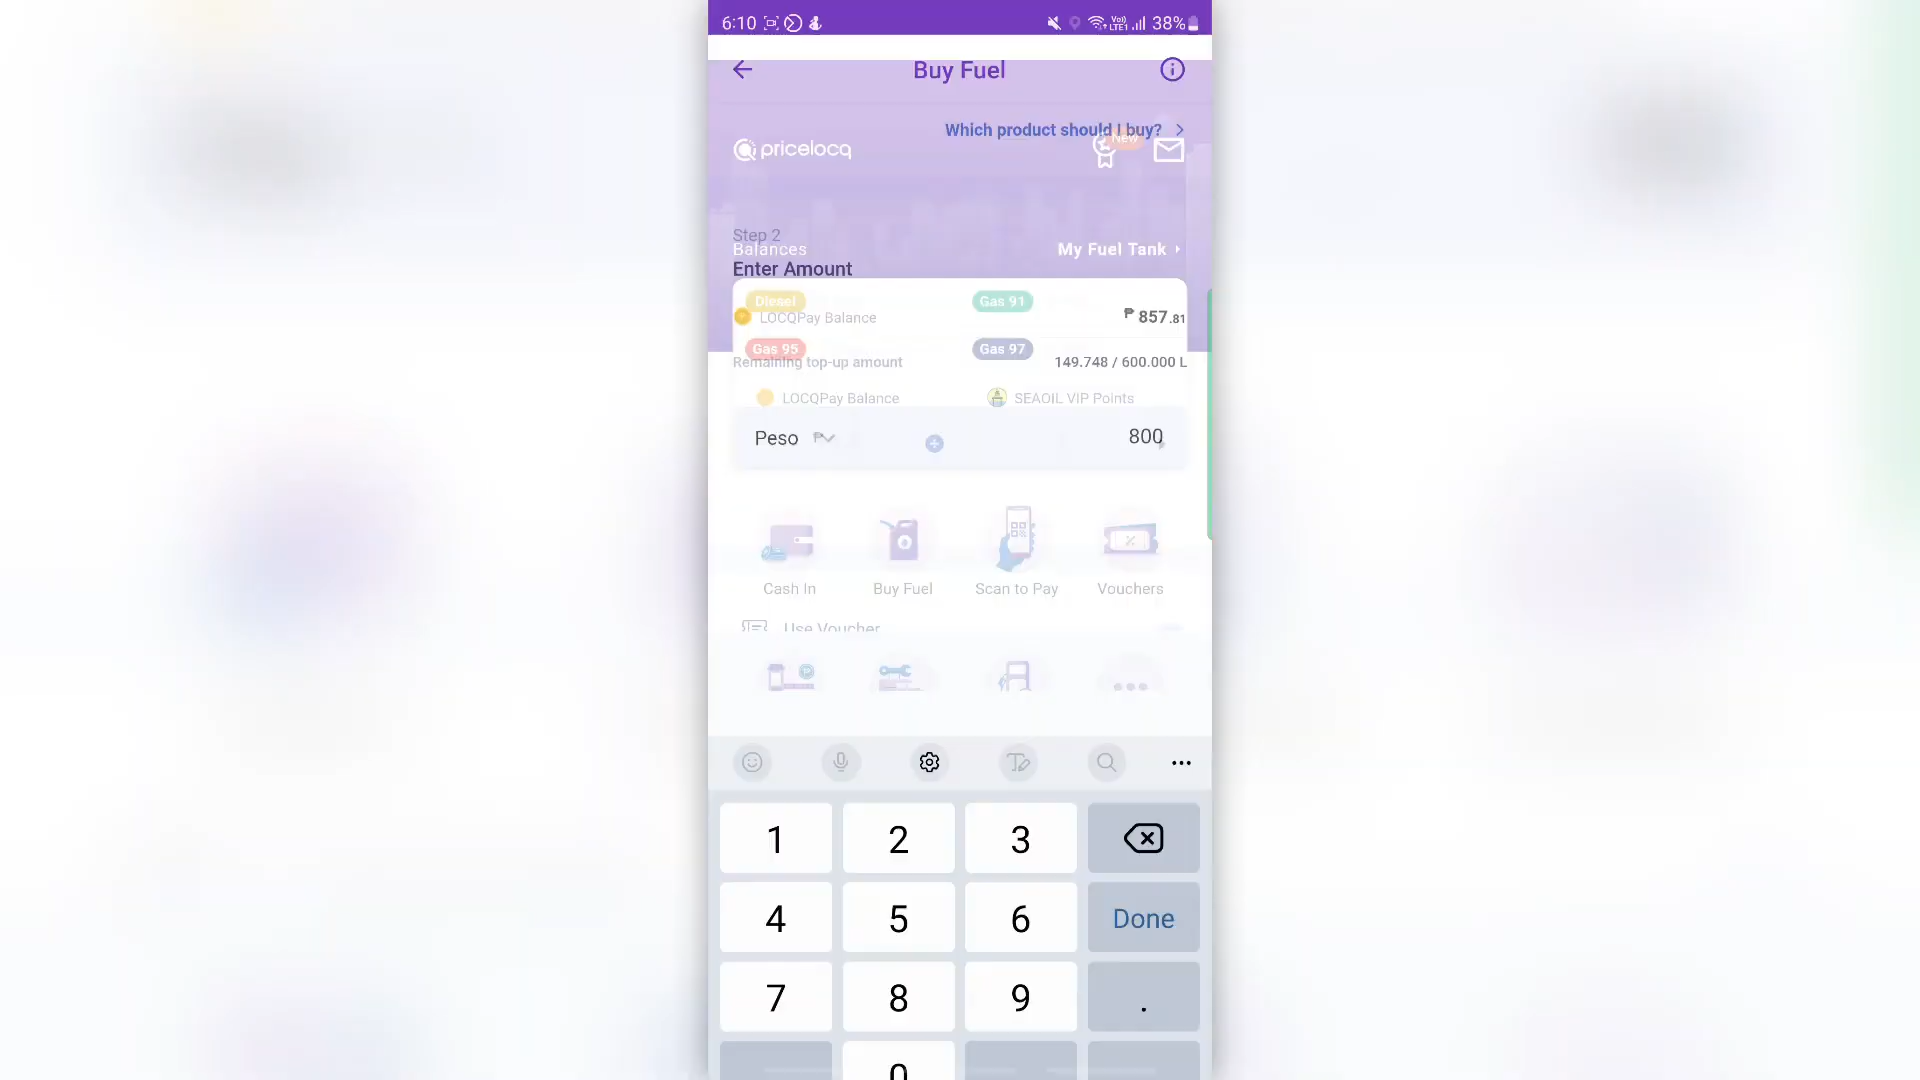 6:10
Vo)
LTE1
38%
Buy Fuel
Which product should I buy?
pricelocq
New
Step 2
Balances
My Fuel Tank
Enter Amount
Diesel
Gas 91
LOCQPay Balance
₱ 857.81
Gas 95
Gas 97
Remaining top-up amount
149.748 / 600.000 L
LOCQPay Balance
SEAOIL VIP Points
Peso
800
Cash In
Buy Fuel
Scan to Pay
Vouchers
Use Voucher
1 2 3
4 5 6 Done
7 8 9 .
0